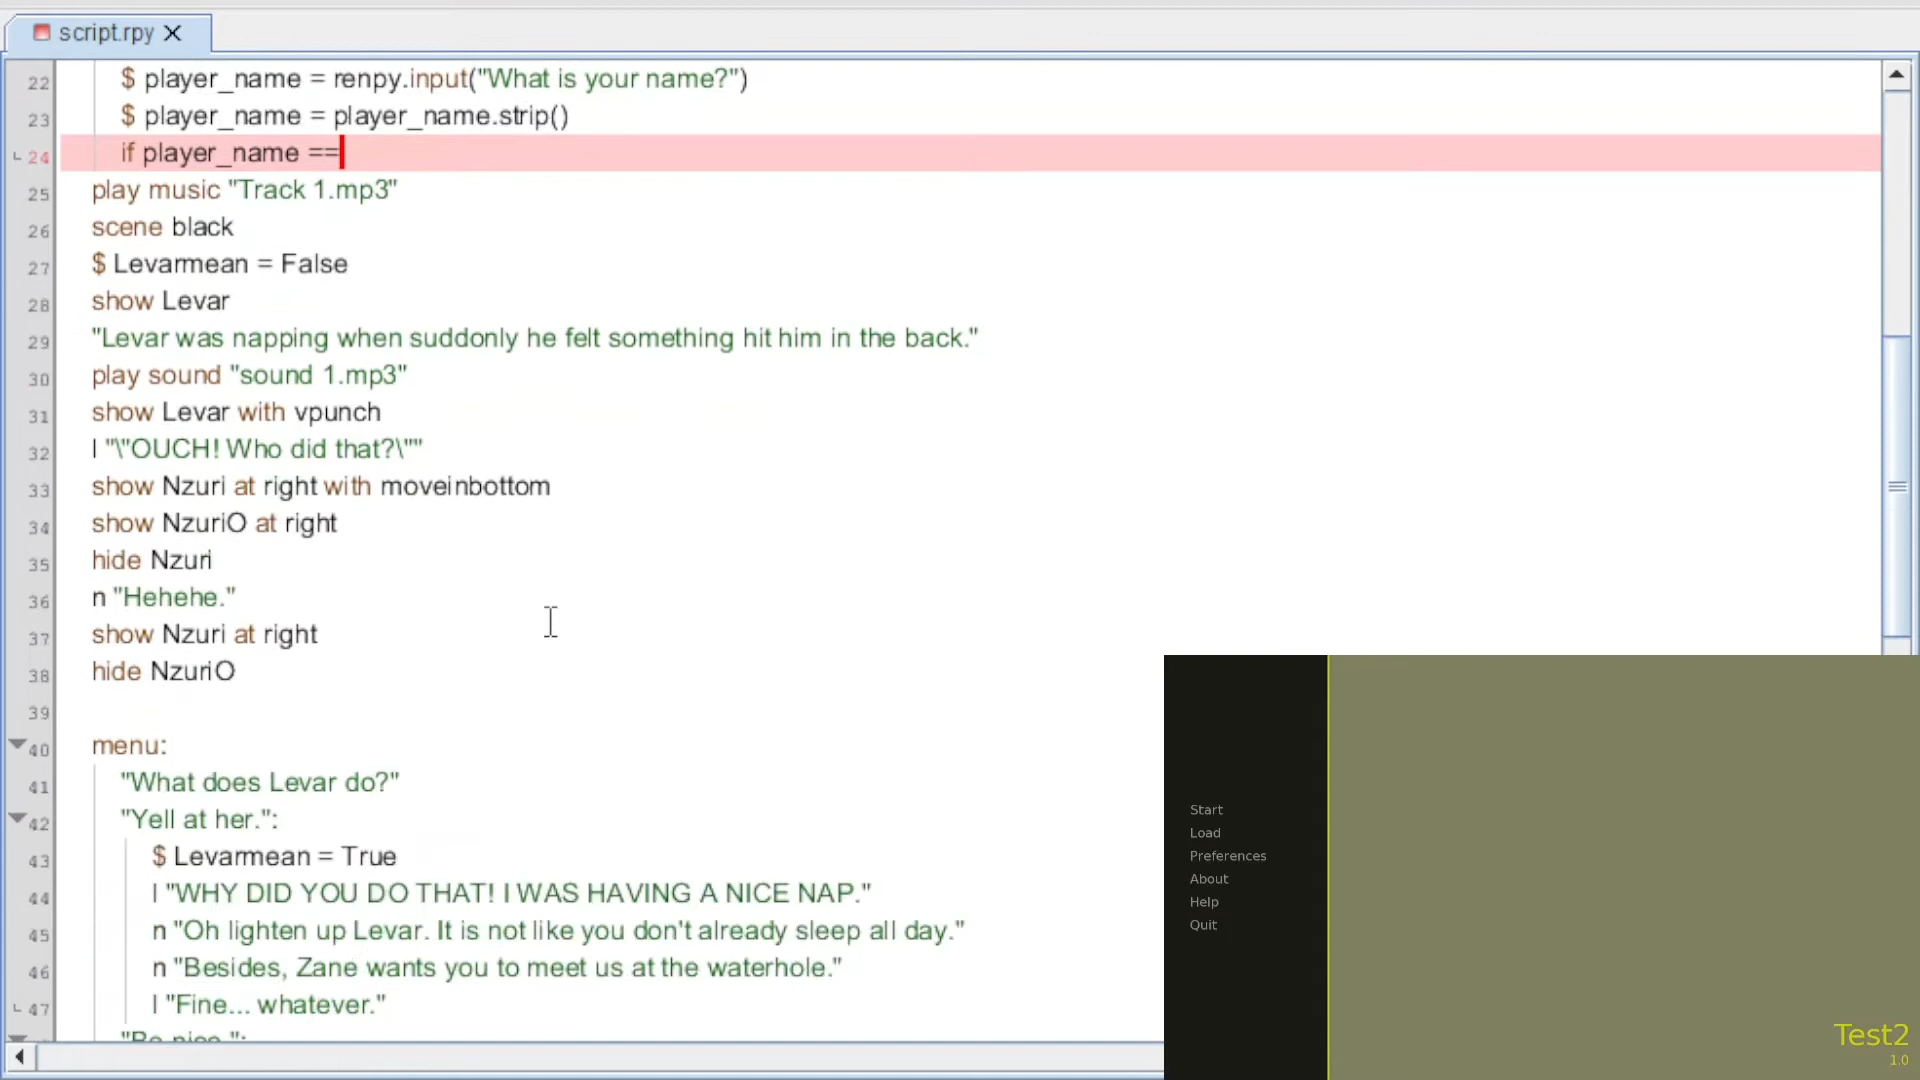 script.rpy
22 $ player_name = renpy.input("What is your name?")
23 $ player_name = player_name.strip()
24 if player_name ==
25 play music "Track 1.mp3"
26 scene black
27 $ Levarmean = False
28 show Levar
29 "Levar was napping when suddonly he felt something hit him in the back."
30 play sound "sound 1.mp3"
31 show Levar with vpunch
32 l "\"OUCH! Who did that?\""
33 show Nzuri at right with moveinbottom
34 show NzuriO at right
35 hide Nzuri
36 n "Hehehe."
37 show Nzuri at right
38 hide NzuriO
39
40 menu:
41 "What does Levar do?"
42 "Yell at her.":
43 $ Levarmean = True
44 l "WHY DID YOU DO THAT! I WAS HAVING A NICE NAP."
45 n "Oh lighten up Levar. It is not like you don't already sleep all day."
46 n "Besides, Zane wants you to meet us at the waterhole."
47 l "Fine... whatever."
"Be nice.":
Start
Load
Preferences
About
Help
Quit
Test2
1.0